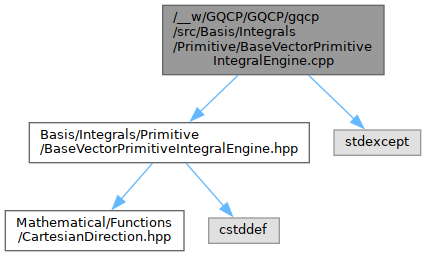 /__w/GQCP/GQCP/gqcp
/src/Basis/Integrals
/Primitive/BaseVectorPrimitive
IntegralEngine.cpp
Basis/Integrals/Primitive
/BaseVectorPrimitiveIntegralEngine.hpp
stdexcept
Mathematical/Functions
/CartesianDirection.hpp
cstddef